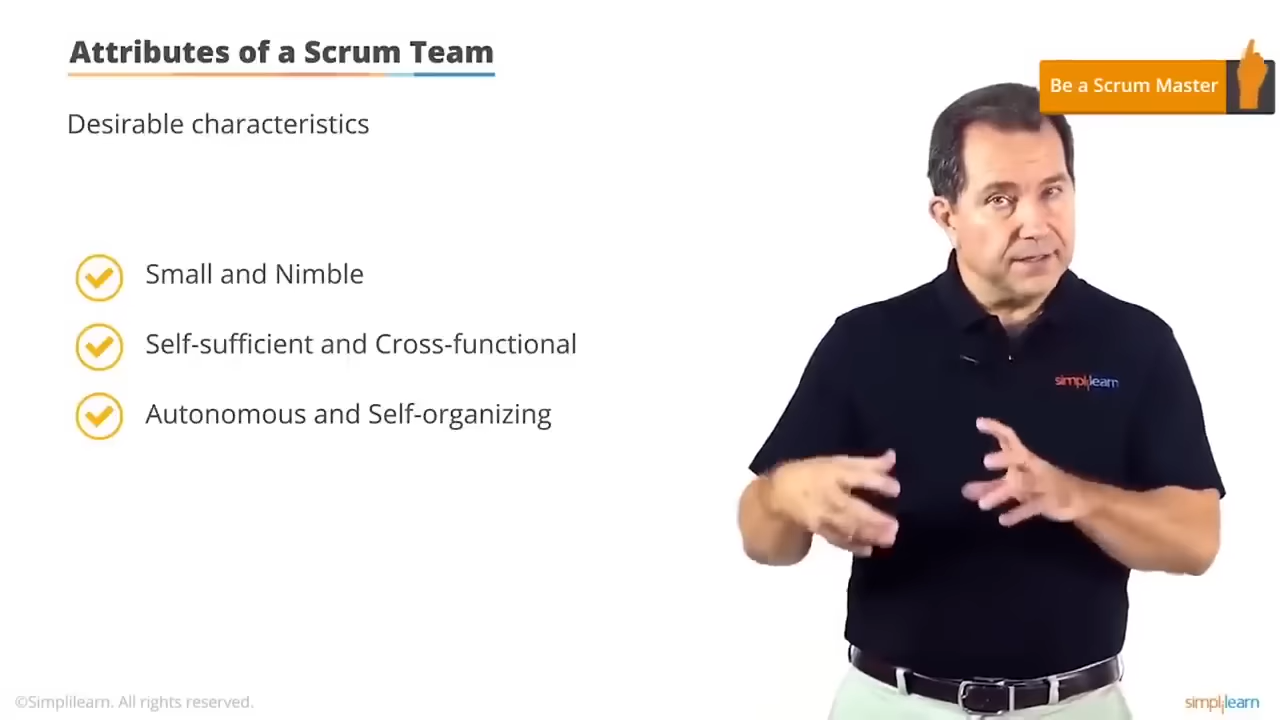 Attributes of a Scrum Team
Be a Scrum Master
Desirable characteristics
Small and Nimble
Self-sufficient and Cross-functional
simplilearn
Autonomous and Self-organizing
©Simplilearn. All rights reserved.
simplilearn